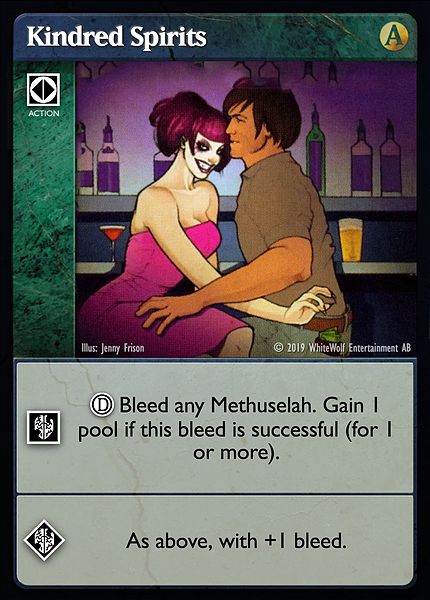 Kindred Spirits
A
ACTION
Illus: Jenny Frison
© 2019 WhiteWolf Entertainment AB
Ⓓ Bleed any Methuselah. Gain 1
pool if this bleed is successful (for 1
or more).
As above, with +1 bleed.